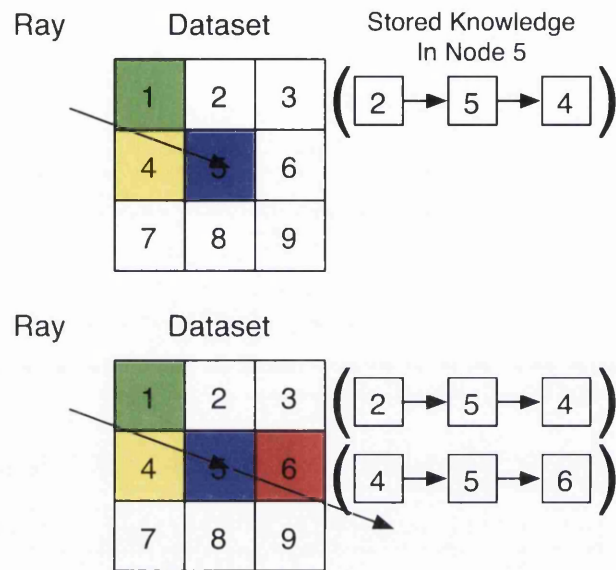 Ray Dataset Stored Knowledge
In Node 5
1 2 3 ( 2 5 4 )
4 5 6
7 8 9
Ray Dataset
1 2 3 ( 2 5 4 )
4 5 6 ( 4 5 6 )
7 8 9